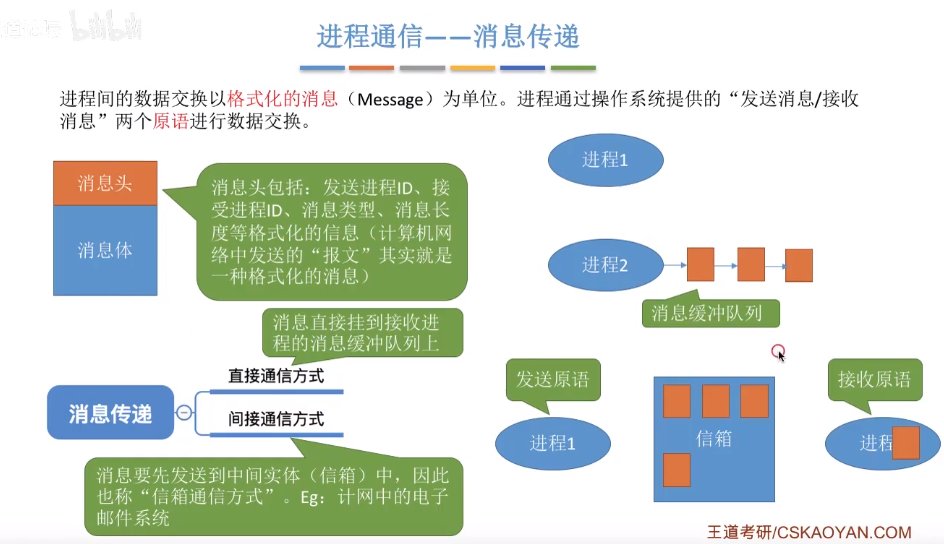 进程通信——消息传递
进程间的数据交换以格式化的消息（Message）为单位。进程通过操作系统提供的“发送消息/接收
消息”两个原语进行数据交换。
消息头
消息体
消息头包括：发送进程ID、接
受进程ID、消息类型、消息长
度等格式化的信息（计算机网
络中发送的“报文”其实就是
一种格式化的消息）
进程1
进程2
消息缓冲队列
消息直接挂到接收进
程的消息缓冲队列上
消息传递
直接通信方式
间接通信方式
消息要先发送到中间实体（信箱）中，因此
也称“信箱通信方式”。Eg：计网中的电子
邮件系统
发送原语
进程1
信箱
接收原语
进程
王道考研/CSKAOYAN.COM
bilibili